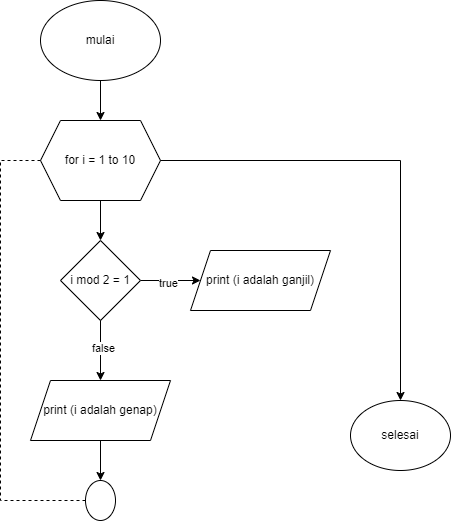 mulai
for i = 1 to 10
i mod 2 = 1
true
print (i adalah ganjil)
false
print (i adalah genap)
selesai